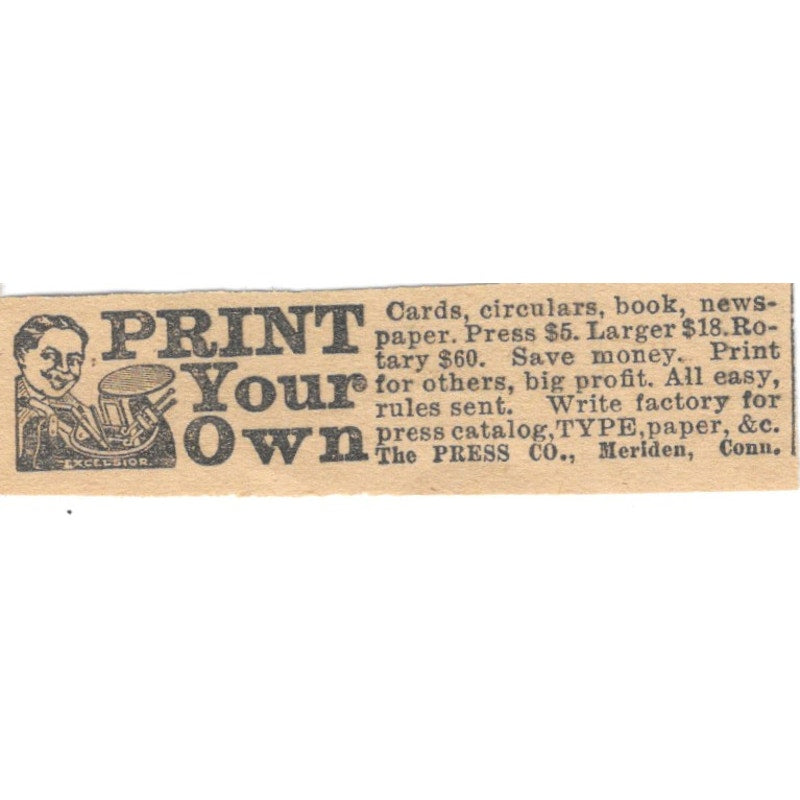 PRINT
Your
Own
EXCELSIOR
Cards, circulars, book, news-
paper. Press $5. Larger $18. Ro-
tary $60. Save money. Print
for others, big profit. All easy,
rules sent. Write factory for
press catalog, TYPE, paper, &c.
The PRESS CO., Meriden, Conn.